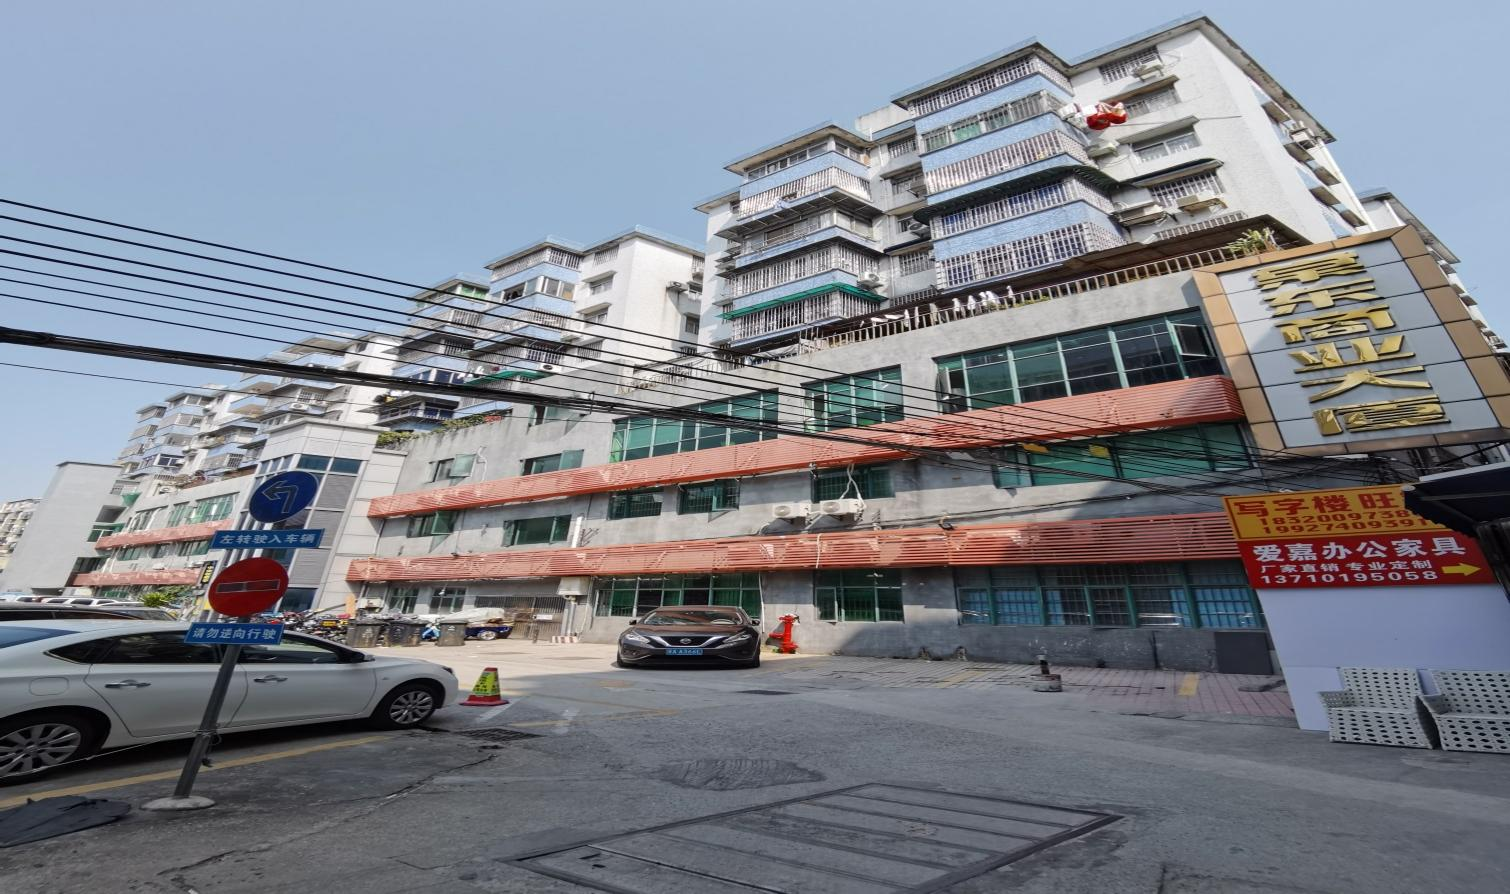 泉东商业大厦
写字楼旺
1832009738
19927409391
爱嘉办公家具
厂家直销 专业定制
13710195058
左转驶入车辆
请勿逆向行驶